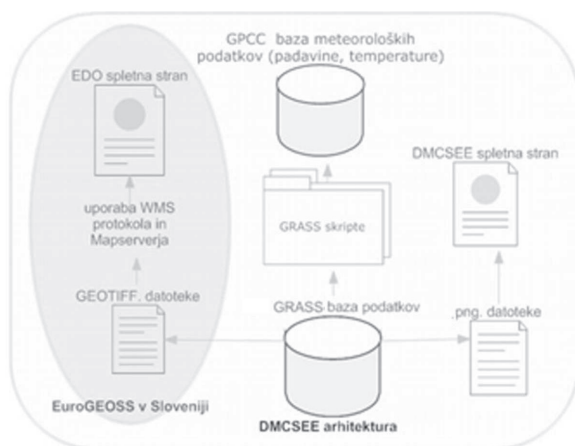 GPCC baza meteoroloških
podatkov (padavine, temperature)
EDO spletna stran
DMCSEE spletna stran
uporaba WMS
protokola in
Mapserverja
GRASS skripte
GEOTIFF. datoteke
GRASS baza podatkov
.png. datoteke
EuroGEOSS v Sloveniji
DMCSEE arhitektura